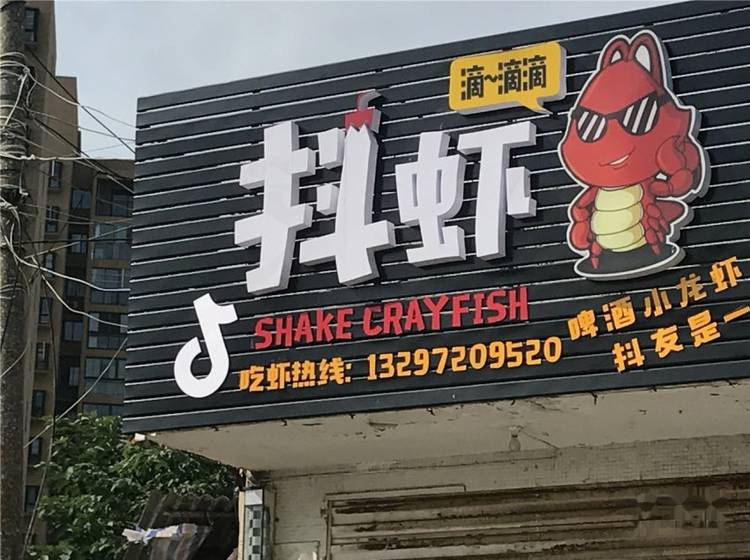 滴~滴滴
抖虾
SHAKE CRAYFISH
吃虾热线: 13297209520
啤酒小龙虾
抖友是一